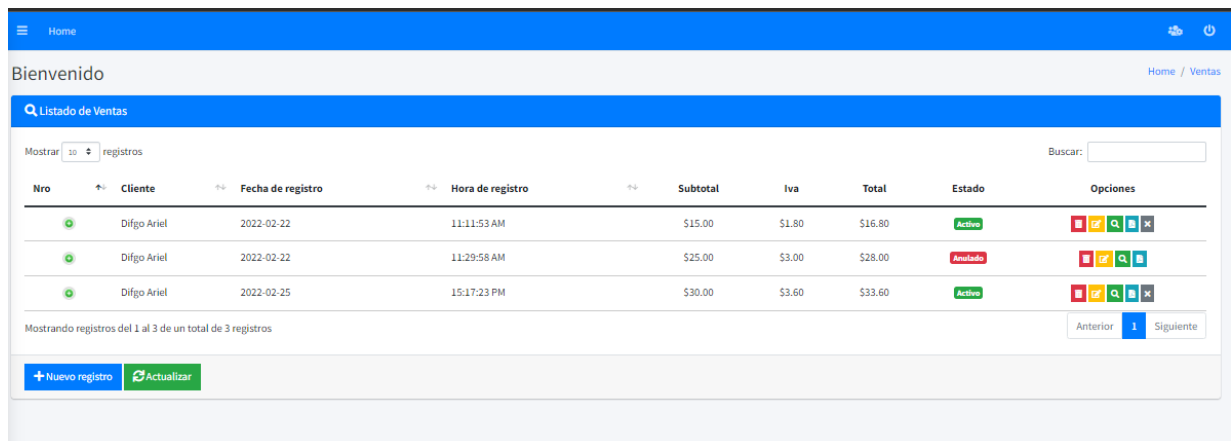 Home
Bienvenido
Home / Ventas
Listado de Ventas
Mostrar 10 registros
Buscar:
Nro Cliente Fecha de registro Hora de registro Subtotal Iva Total Estado Opciones
Difgo Ariel 2022-02-22 11:11:53 AM $15.00 $1.80 $16.80 Activo
Difgo Ariel 2022-02-22 11:29:58 AM $25.00 $3.00 $28.00 Anulado
Difgo Ariel 2022-02-25 15:17:23 PM $30.00 $3.60 $33.60 Activo
Mostrando registros del 1 al 3 de un total de 3 registros
Anterior 1 Siguiente
Nuevo registro Actualizar